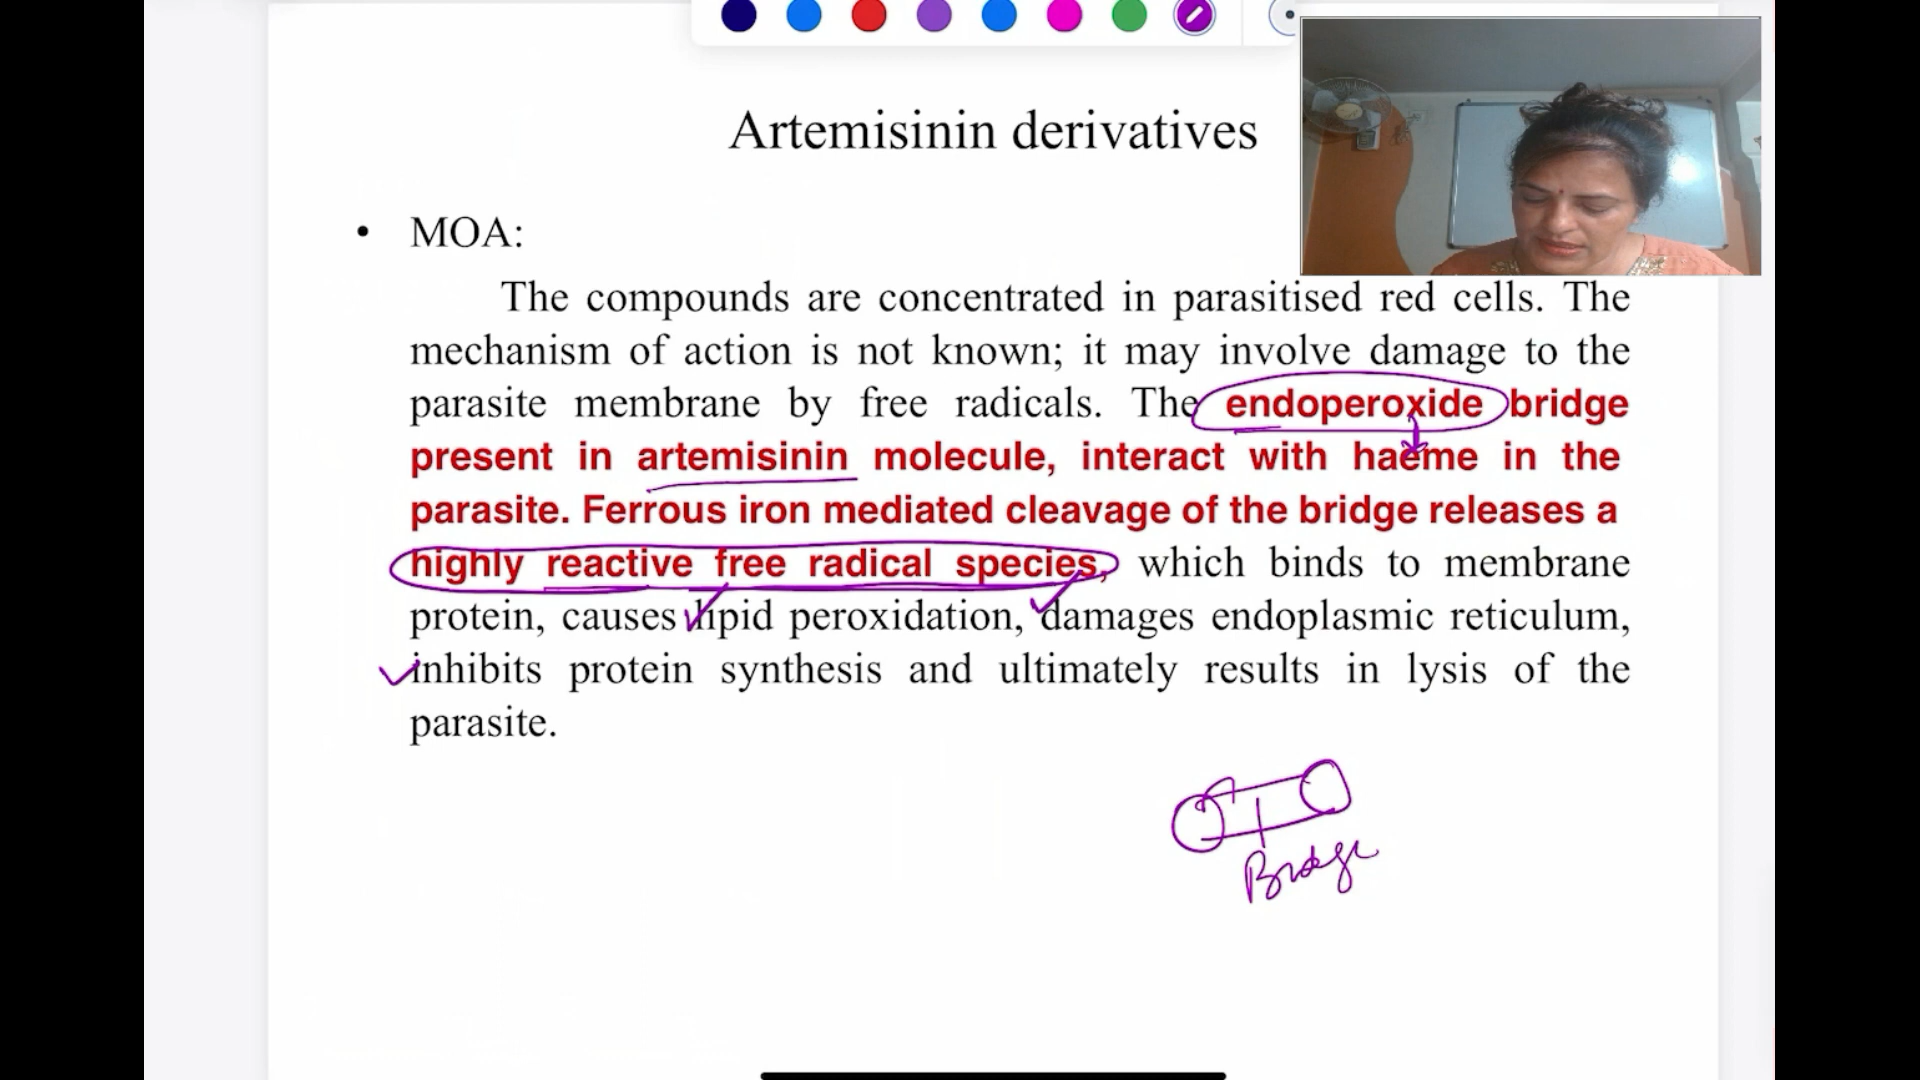 Artemisinin derivatives
• MOA:
The compounds are concentrated in parasitised red cells. The
mechanism of action is not known; it may involve damage to the
parasite membrane by free radicals. The endoperoxide bridge
present in artemisinin molecule, interact with haeme in the
parasite. Ferrous iron mediated cleavage of the bridge releases a
highly reactive free radical species, which binds to membrane
protein, causes lipid peroxidation, damages endoplasmic reticulum,
inhibits protein synthesis and ultimately results in lysis of the
parasite.
Bridge